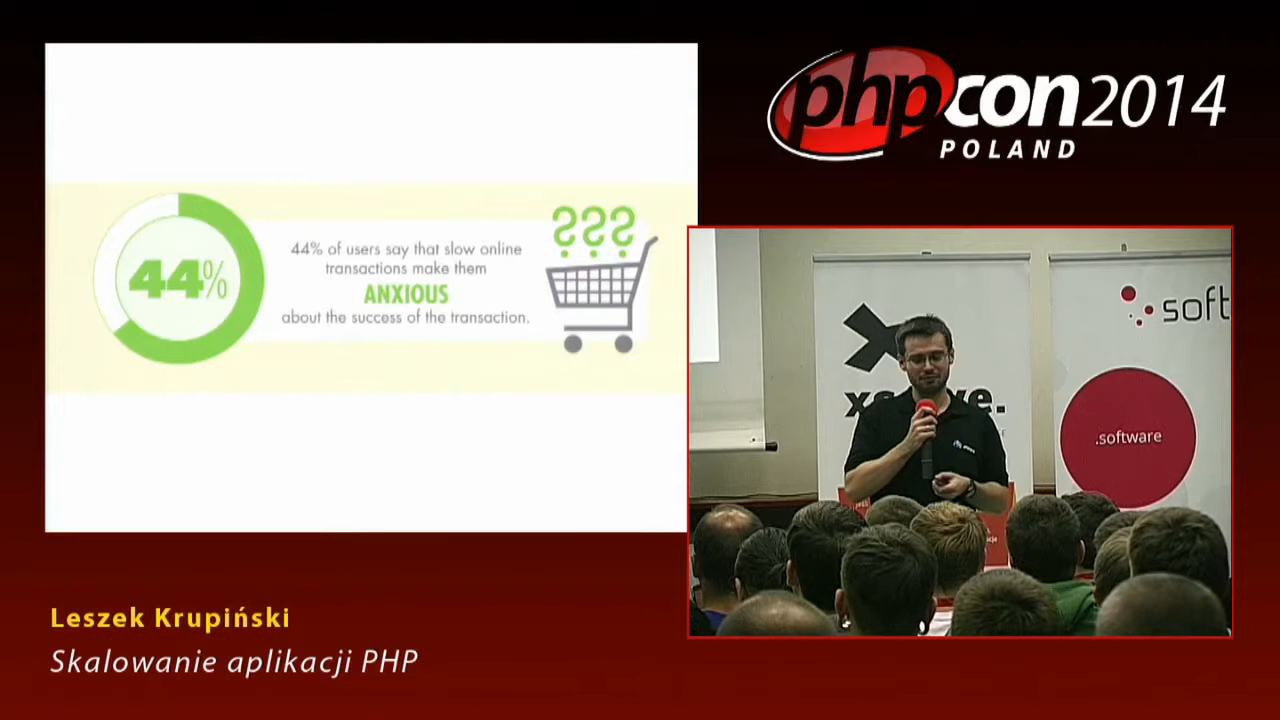 phpcon2014
POLAND
44%
44% of users say that slow online
transactions make them
ANXIOUS
about the success of the transaction.
???
soft
.software
Leszek Krupiński
Skalowanie aplikacji PHP